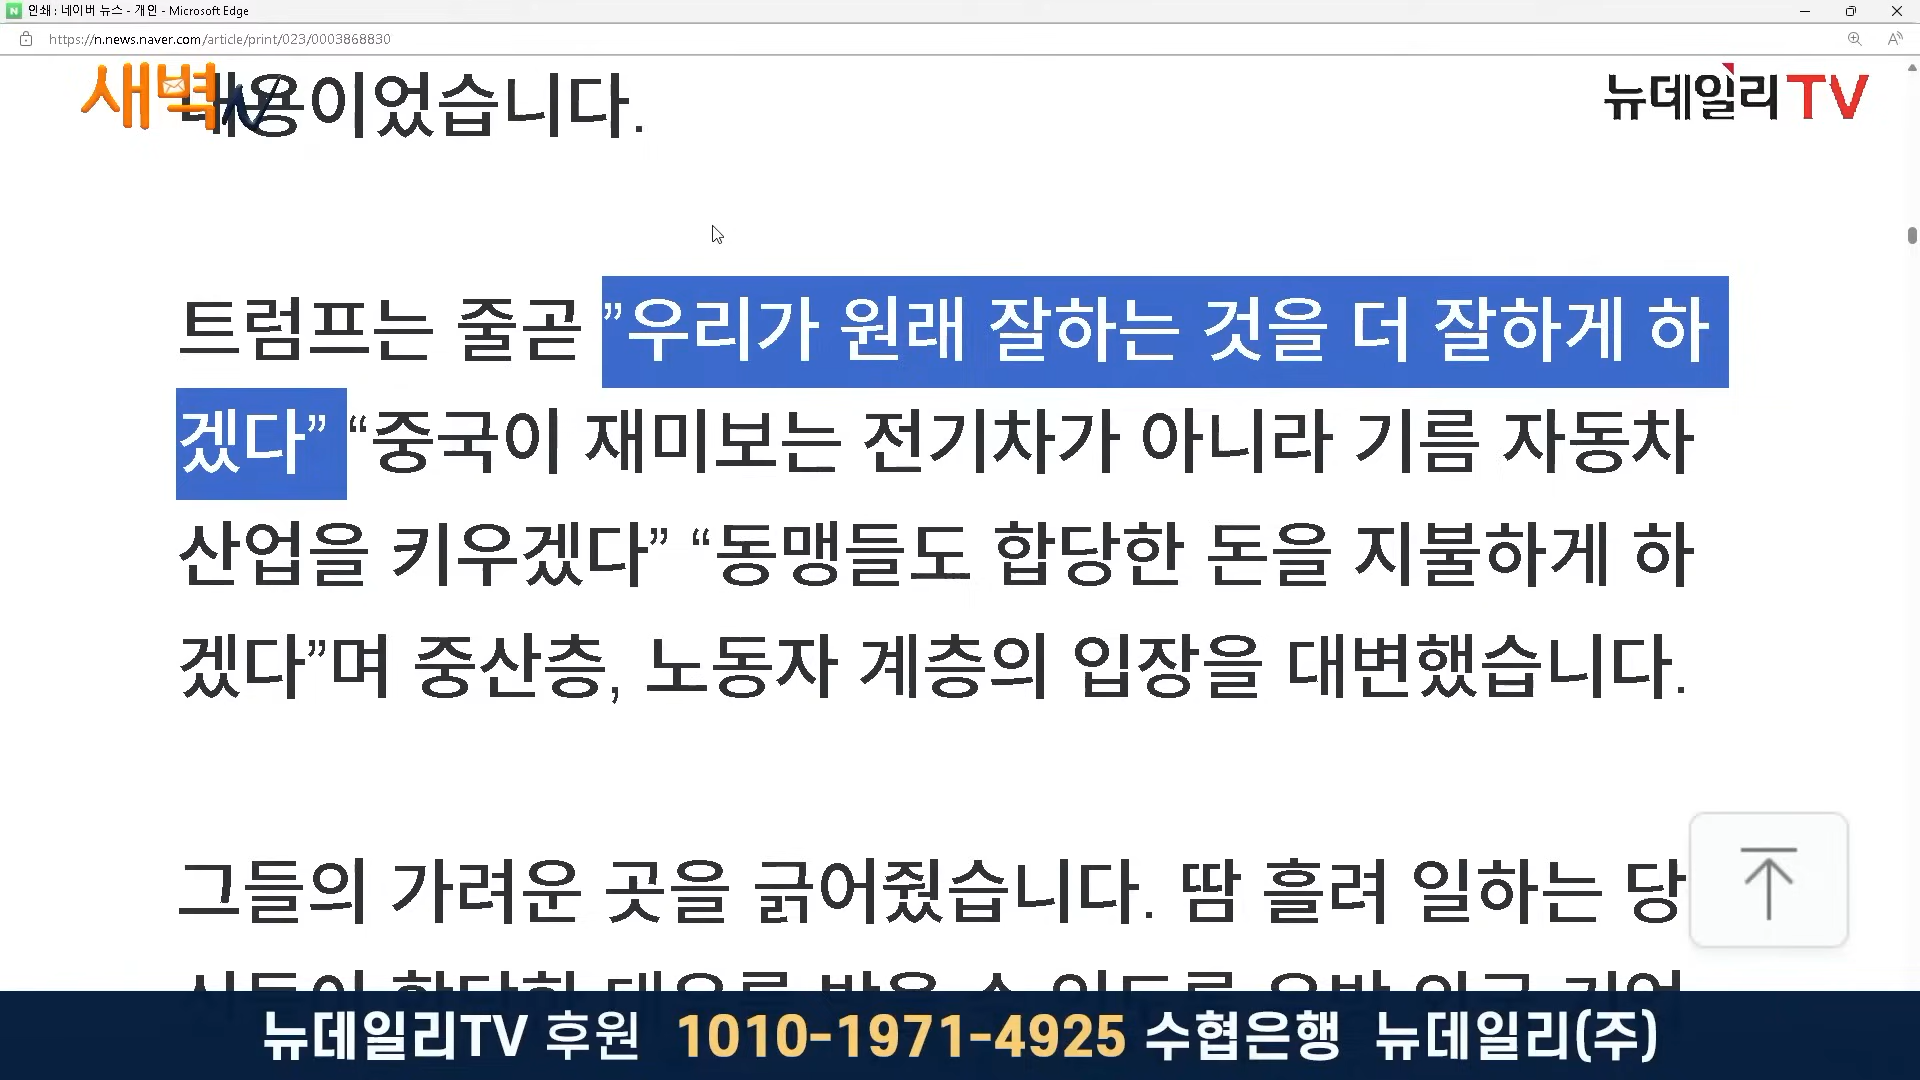 인쇄 : 네이버 뉴스 - 개인 - Microsoft Edge
https://n.news.naver.com/article/print/023/0003868830
새벽N
뉴데일리TV
내용이었습니다.
트럼프는 줄곧 ”우리가 원래 잘하는 것을 더 잘하게 하
겠다” “중국이 재미보는 전기차가 아니라 기름 자동차
산업을 키우겠다” “동맹들도 합당한 돈을 지불하게 하
겠다”며 중산층, 노동자 계층의 입장을 대변했습니다.
그들의 가려운 곳을 긁어줬습니다. 땀 흘려 일하는 당
뉴데일리TV 후원 1010-1971-4925 수협은행 뉴데일리(주)